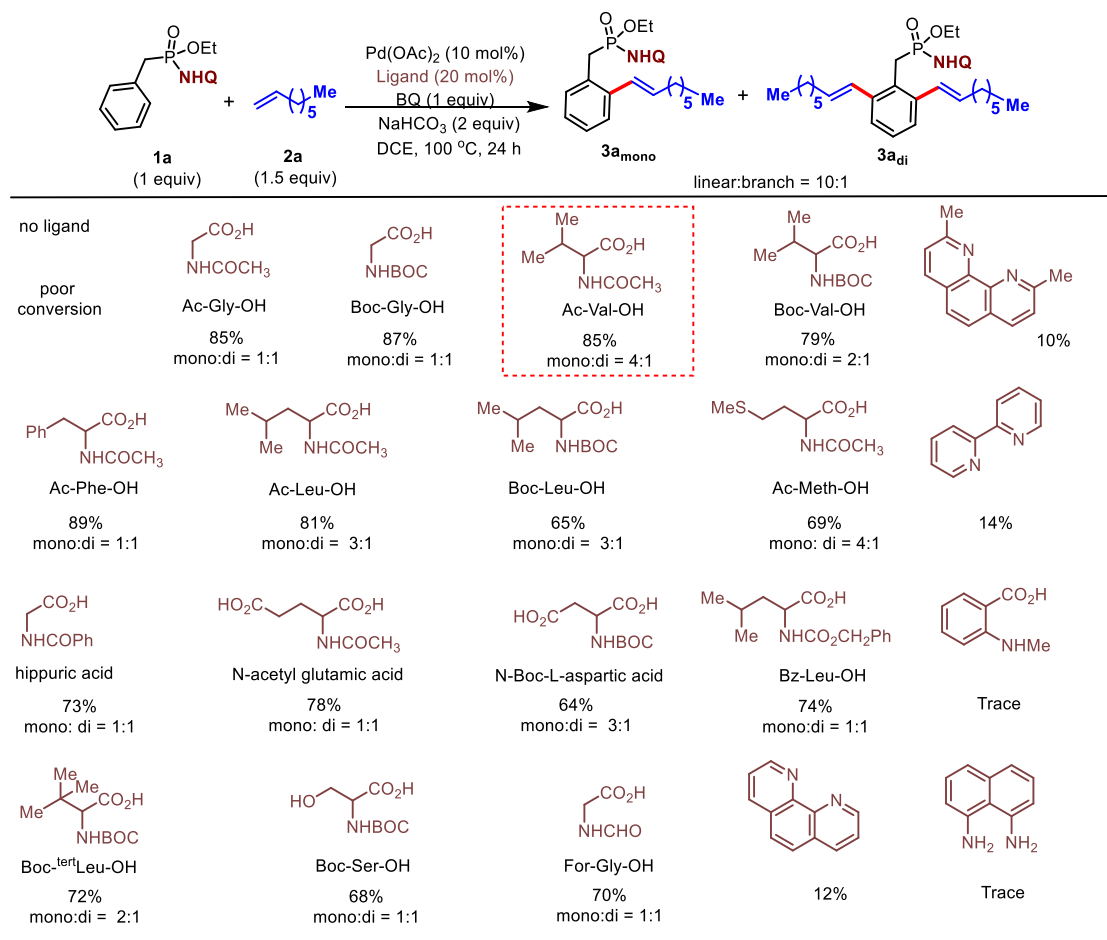 O
P
OEt
NHQ
1a
(1 equiv)
+
5
Me
2a
(1.5 equiv)
Pd(OAc)2 (10 mol%)
Ligand (20 mol%)
BQ (1 equiv)
NaHCO3 (2 equiv)
DCE, 100 oC, 24 h
O
P
OEt
NHQ
5
Me
3amono
+
O
P
OEt
NHQ
Me
5
5
Me
3adi
linear:branch = 10:1
no ligand
poor
conversion
CO2H
NHCOCH3
Ac-Gly-OH
85%
mono:di = 1:1
CO2H
NHBOC
Boc-Gly-OH
87%
mono:di = 1:1
Me
Me
CO2H
NHCOCH3
Ac-Val-OH
85%
mono:di = 4:1
Me
Me
CO2H
NHBOC
Boc-Val-OH
79%
mono:di = 2:1
Me
N
N
Me
10%
Ph
CO2H
NHCOCH3
Ac-Phe-OH
89%
mono:di = 1:1
Me
Me
CO2H
NHCOCH3
Ac-Leu-OH
81%
mono:di = 3:1
Me
Me
CO2H
NHBOC
Boc-Leu-OH
65%
mono:di = 3:1
MeS
CO2H
NHCOCH3
Ac-Meth-OH
69%
mono: di = 4:1
N
N
14%
CO2H
NHCOPh
hippuric acid
73%
mono: di = 1:1
HO2C
CO2H
NHCOCH3
N-acetyl glutamic acid
78%
mono: di = 1:1
HO2C
CO2H
NHBOC
N-Boc-L-aspartic acid
64%
mono:di = 3:1
Me
Me
CO2H
NHCO2CH2Ph
Bz-Leu-OH
74%
mono:di = 1:1
CO2H
NHMe
Trace
Me
Me
Me
CO2H
NHBOC
Boc-tertLeu-OH
72%
mono:di = 2:1
HO
CO2H
NHBOC
Boc-Ser-OH
68%
mono:di = 1:1
CO2H
NHCHO
For-Gly-OH
70%
mono:di = 1:1
N
N
12%
NH2 NH2
Trace